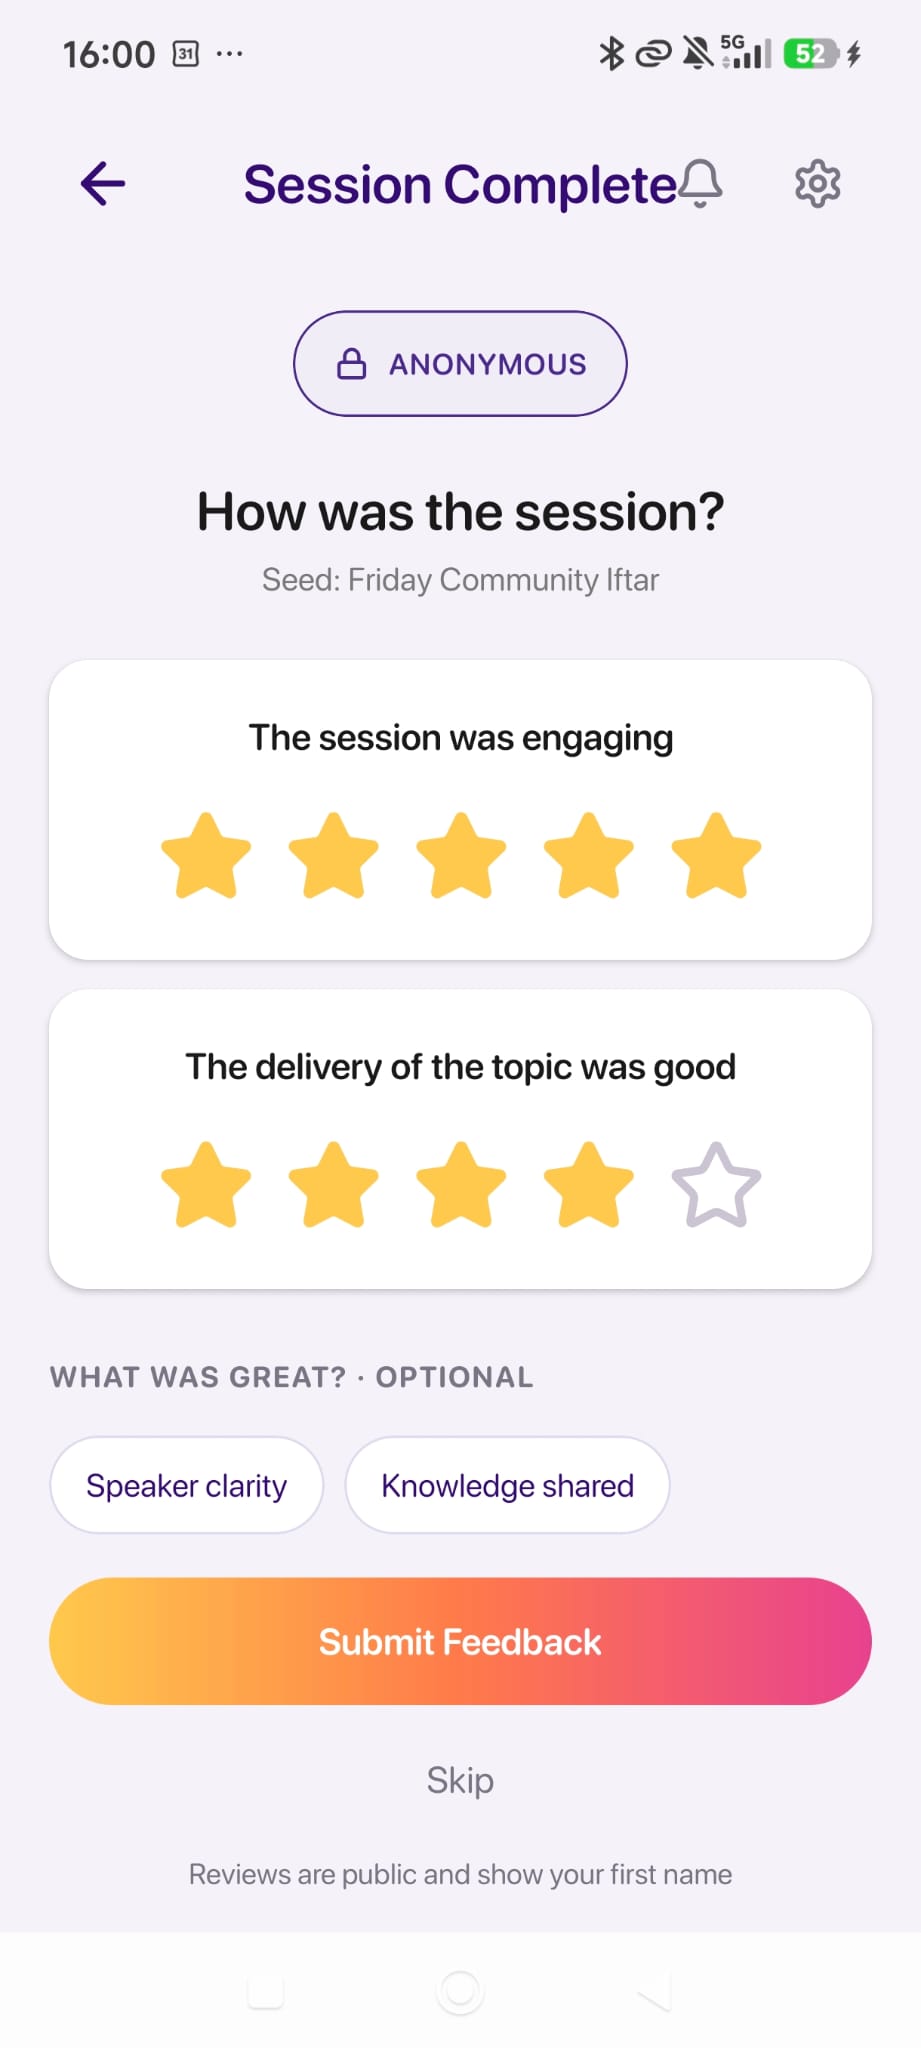 16:00 31 ...
5G 52
Session Complete
ANONYMOUS
How was the session?
Seed: Friday Community Iftar
The session was engaging
The delivery of the topic was good
WHAT WAS GREAT? · OPTIONAL
Speaker clarity Knowledge shared
Submit Feedback
Skip
Reviews are public and show your first name